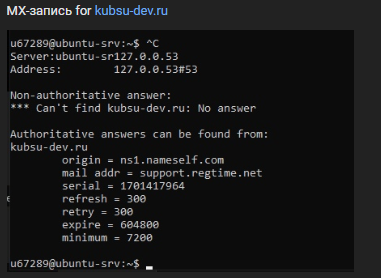 MX-запись for kubsu-dev.ru
u67289@ubuntu-srv:~$ ^C
Server:ubuntu-sr127.0.0.53
Address: 127.0.0.53#53
Non-authoritative answer:
*** Can't find kubsu-dev.ru: No answer
Authoritative answers can be found from:
kubsu-dev.ru
origin = ns1.nameself.com
mail addr = support.regtime.net
serial = 1701417964
refresh = 300
retry = 300
expire = 604800
minimum = 7200
u67289@ubuntu-srv:~$